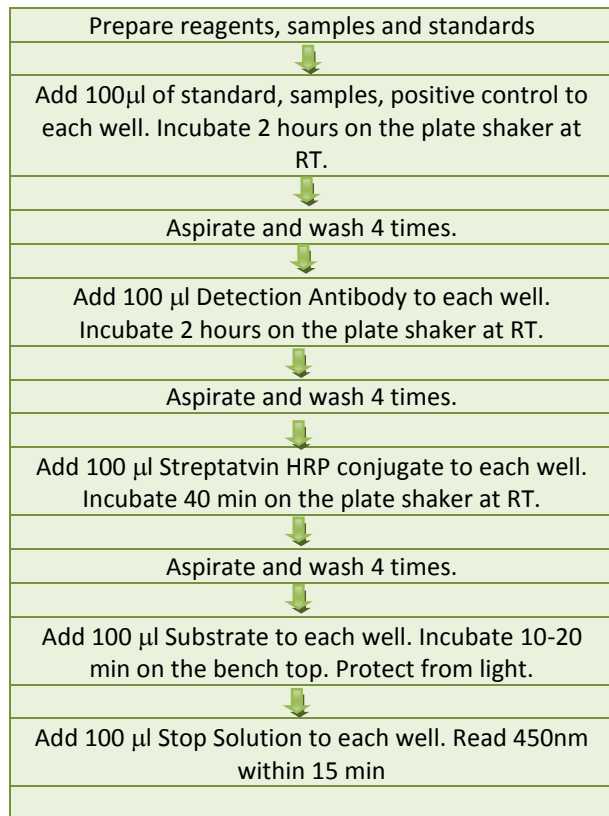 Prepare reagents, samples and standards
Add 100μl of standard, samples, positive control to
each well. Incubate 2 hours on the plate shaker at
RT.
Aspirate and wash 4 times.
Add 100 μl Detection Antibody to each well.
Incubate 2 hours on the plate shaker at RT.
Aspirate and wash 4 times.
Add 100 μl Streptatvin HRP conjugate to each well.
Incubate 40 min on the plate shaker at RT.
Aspirate and wash 4 times.
Add 100 μl Substrate to each well. Incubate 10-20
min on the bench top. Protect from light.
Add 100 μl Stop Solution to each well. Read 450nm
within 15 min